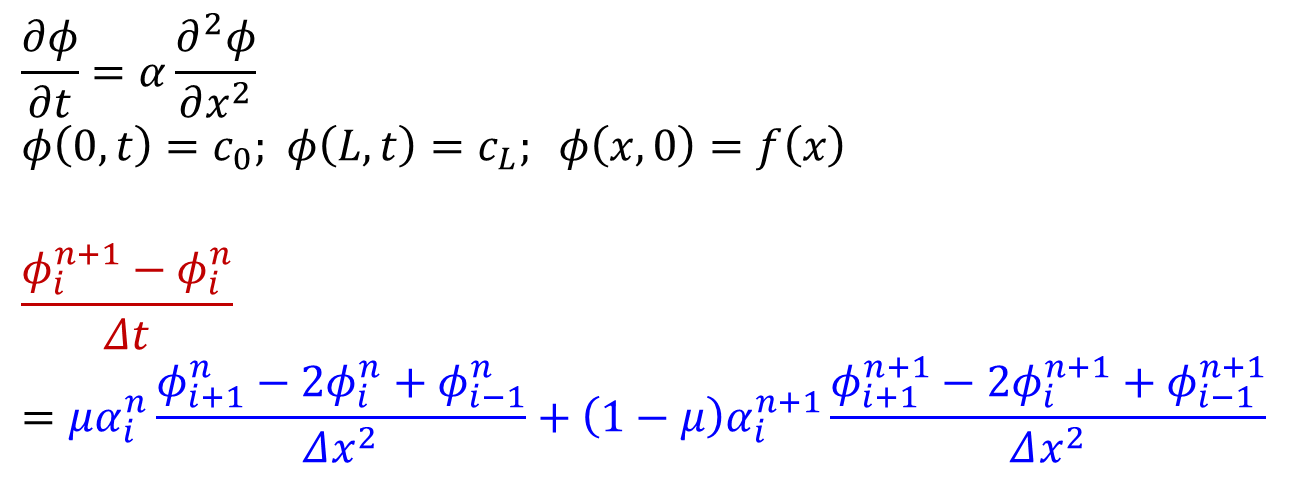 ∂ϕ/∂t = α ∂²ϕ/∂x²
ϕ(0, t) = c₀; ϕ(L, t) = c_L; ϕ(x, 0) = f(x)
(ϕᵢⁿ⁺¹ − ϕᵢⁿ)/Δt
= μαᵢⁿ (ϕᵢ₊₁ⁿ − 2ϕᵢⁿ + ϕᵢ₋₁ⁿ)/Δx² + (1 − μ)αᵢⁿ⁺¹ (ϕᵢ₊₁ⁿ⁺¹ − 2ϕᵢⁿ⁺¹ + ϕᵢ₋₁ⁿ⁺¹)/Δx²